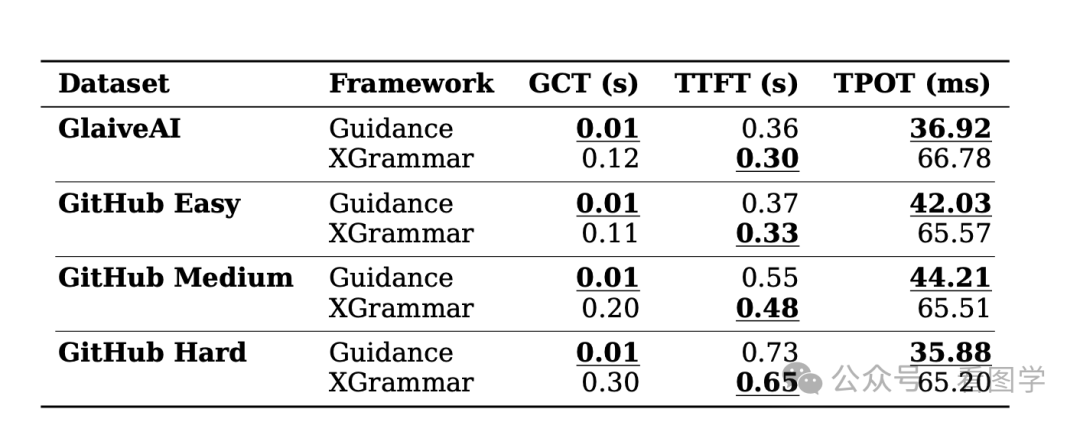 Dataset Framework GCT (s) TTFT (s) TPOT (ms)
GlaiveAI Guidance 0.01 0.36 36.92
XGrammar 0.12 0.30 66.78
GitHub Easy Guidance 0.01 0.37 42.03
XGrammar 0.11 0.33 65.57
GitHub Medium Guidance 0.01 0.55 44.21
XGrammar 0.20 0.48 65.51
GitHub Hard Guidance 0.01 0.73 35.88
XGrammar 0.30 0.65 65.20
公众号 看图学